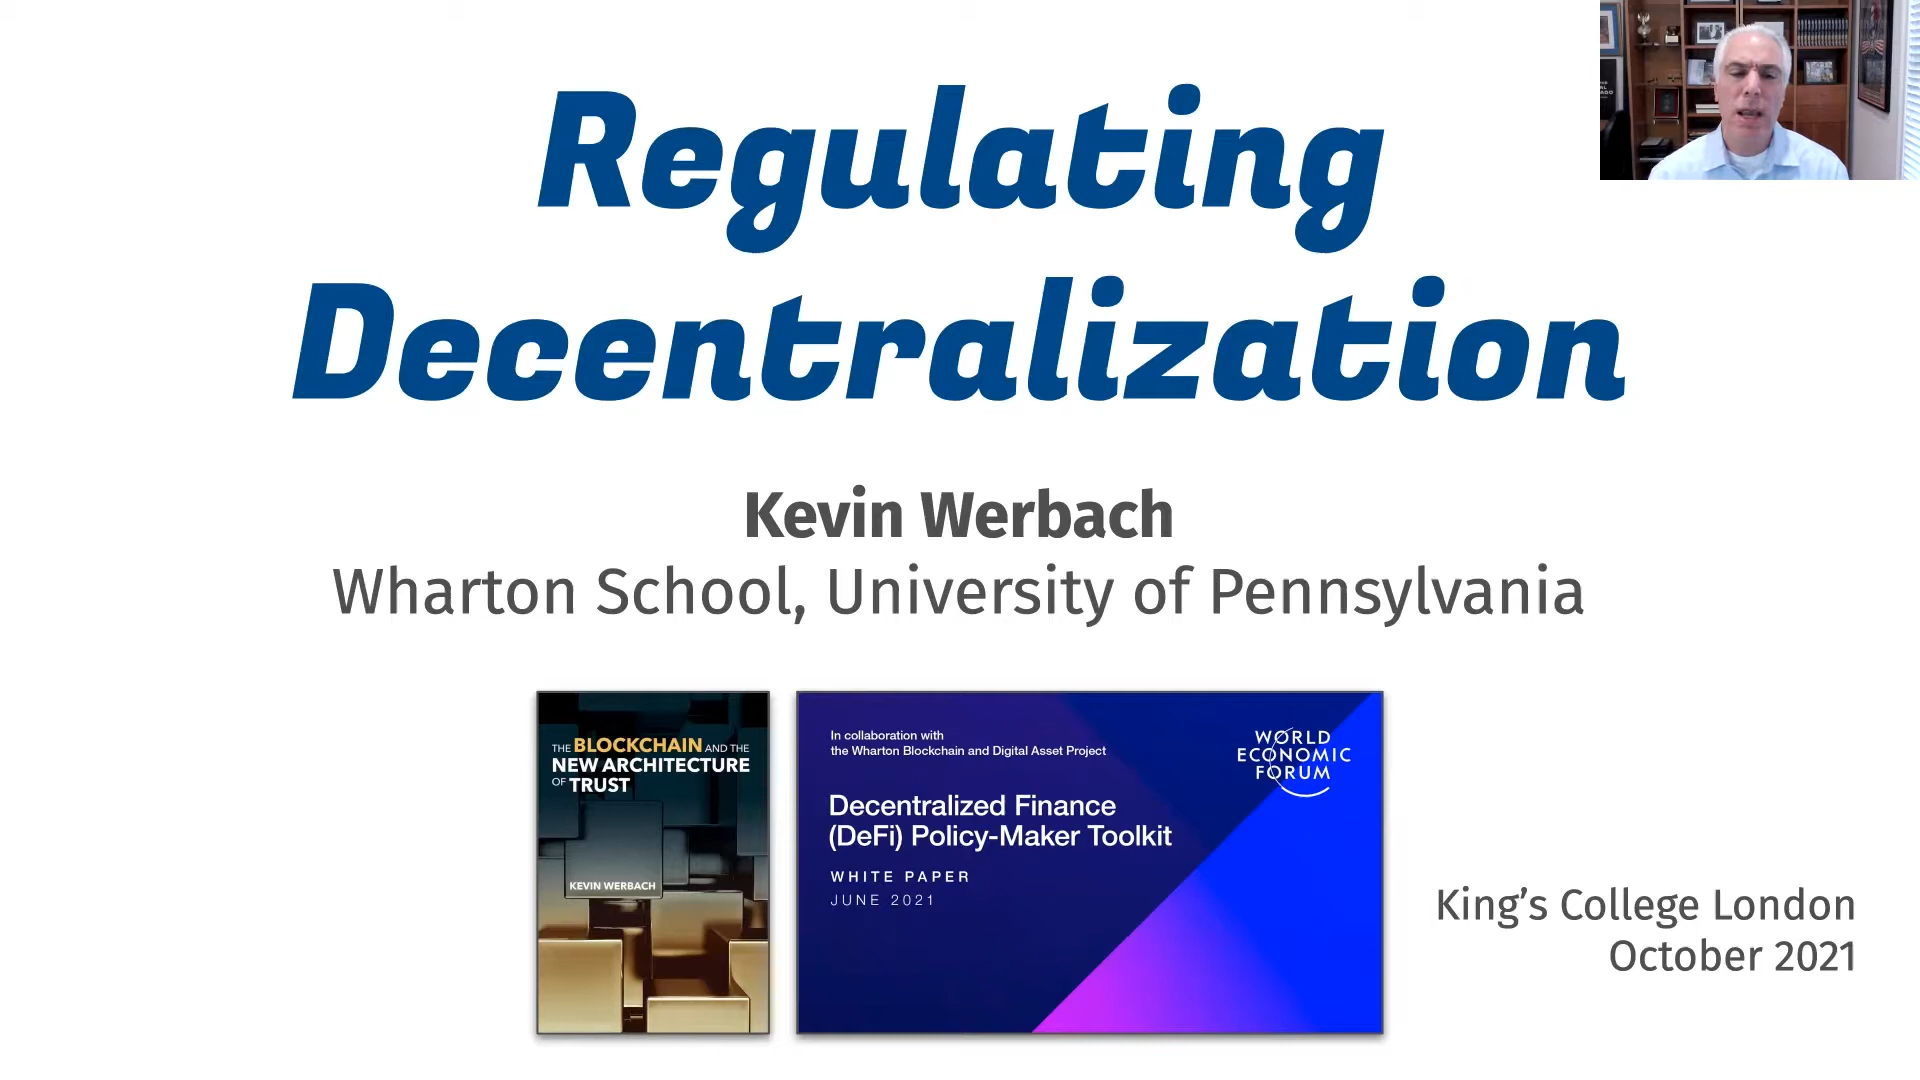 Regulating
Decentralization
Kevin Werbach
Wharton School, University of Pennsylvania
THE BLOCKCHAIN AND THE
NEW ARCHITECTURE
OF TRUST
KEVIN WERBACH
In collaboration with
the Wharton Blockchain and Digital Asset Project
WORLD
ECONOMIC
FORUM
Decentralized Finance
(DeFi) Policy-Maker Toolkit
WHITE PAPER
JUNE 2021
King's College London
October 2021